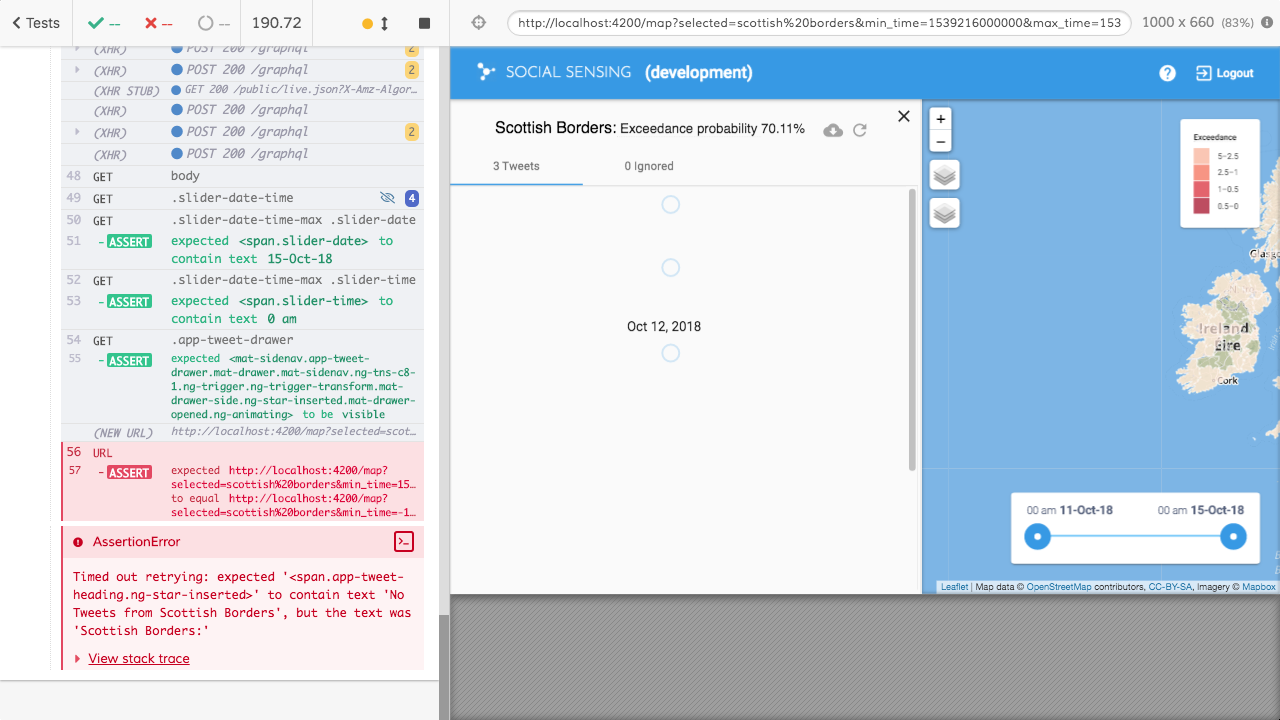 Tests
--
--
--
190.72
http://localhost:4200/map?selected=scottish%20borders&min_time=1539216000000&max_time=153
1000 x 660 (83%)
(XHR) POST 200 /graphql 2
(XHR) POST 200 /graphql 2
(XHR STUB) GET 200 /public/live.json?X-Amz-Algor...
(XHR) POST 200 /graphql
(XHR) POST 200 /graphql 2
(XHR) POST 200 /graphql
48 GET body
49 GET .slider-date-time 4
50 GET .slider-date-time-max .slider-date
51 - ASSERT expected <span.slider-date> to
contain text 15-Oct-18
52 GET .slider-date-time-max .slider-time
53 - ASSERT expected <span.slider-time> to
contain text 0 am
54 GET .app-tweet-drawer
55 - ASSERT expected <mat-sidenav.app-tweet-
drawer.mat-drawer.mat-sidenav.ng-tns-c8-
1.ng-trigger.ng-trigger-transform.mat-
drawer-side.ng-star-inserted.mat-drawer-
opened.ng-animating> to be visible
(NEW URL) http://localhost:4200/map?selected=scot...
56 URL
57 - ASSERT expected http://localhost:4200/map?
selected=scottish%20borders&min_time=15...
to equal http://localhost:4200/map?
selected=scottish%20borders&min_time=-1...
AssertionError
Timed out retrying: expected '<span.app-tweet-
heading.ng-star-inserted>' to contain text 'No
Tweets from Scottish Borders', but the text was
'Scottish Borders:'
View stack trace
SOCIAL SENSING (development)
? Logout
Scottish Borders: Exceedance probability 70.11%
3 Tweets 0 Ignored
Oct 12, 2018
+
−
Exceedance
5–2.5
2.5–1
1–0.5
0.5–0
Glasg
Ireland
Éire
Cork
00 am 11-Oct-18 00 am 15-Oct-18
Leaflet | Map data © OpenStreetMap contributors, CC-BY-SA, Imagery © Mapbox